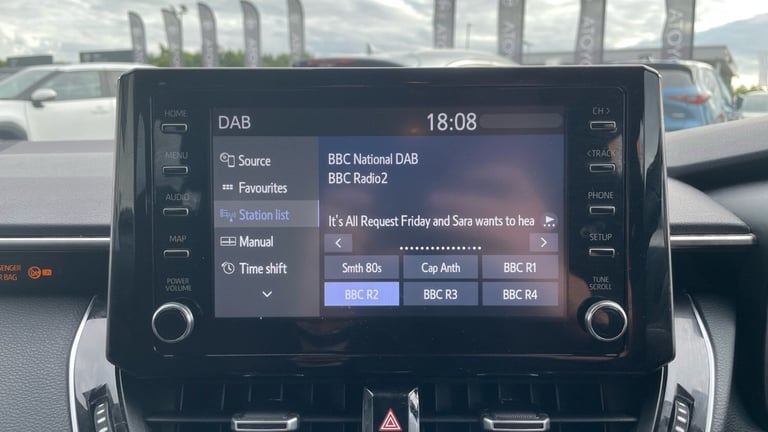 TOYOTA
HOME
MENU
AUDIO
MAP
POWER
VOLUME
DAB
18:08
Source
Favourites
Station list
Manual
Time shift
BBC National DAB
BBC Radio2
It's All Request Friday and Sara wants to hea
Smth 80s
Cap Anth
BBC R1
BBC R2
BBC R3
BBC R4
CH >
< TRACK
PHONE
SETUP
TUNE
SCROLL